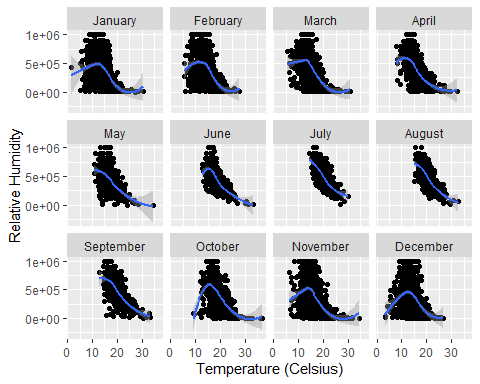 January February March April
1e+06
5e+05
0e+00
May June July August
1e+06
5e+05
0e+00
Relative Humidity
September October November December
1e+06
5e+05
0e+00
0 10 20 30 0 10 20 30 0 10 20 30 0 10 20 30
Temperature (Celsius)